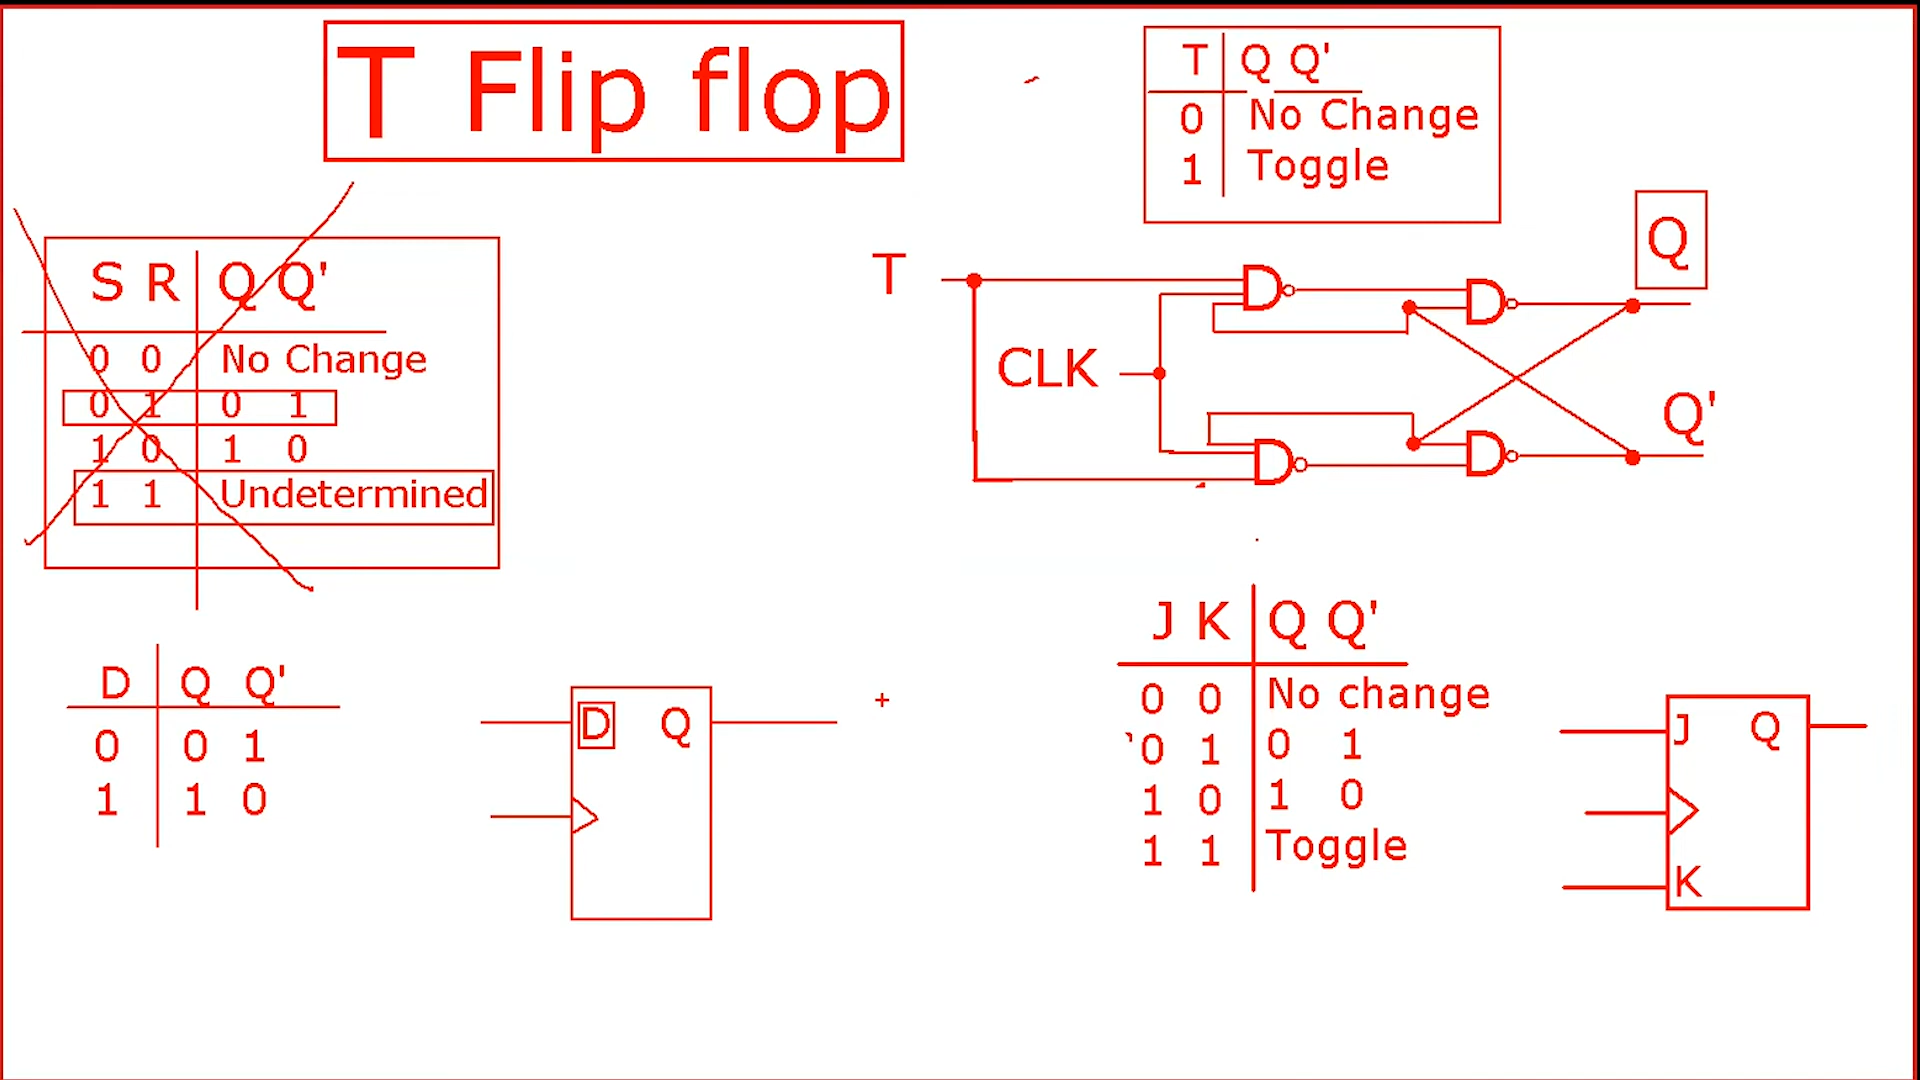 T Flip flop
T Q Q'
0 No Change
1 Toggle
S R Q Q'
0 0 No Change
0 1 0 1
1 0 1 0
1 1 Undetermined
T
CLK
Q
Q'
D Q Q'
0 0 1
1 1 0
D Q
J K Q Q'
0 0 No change
0 1 0 1
1 0 1 0
1 1 Toggle
J Q
K